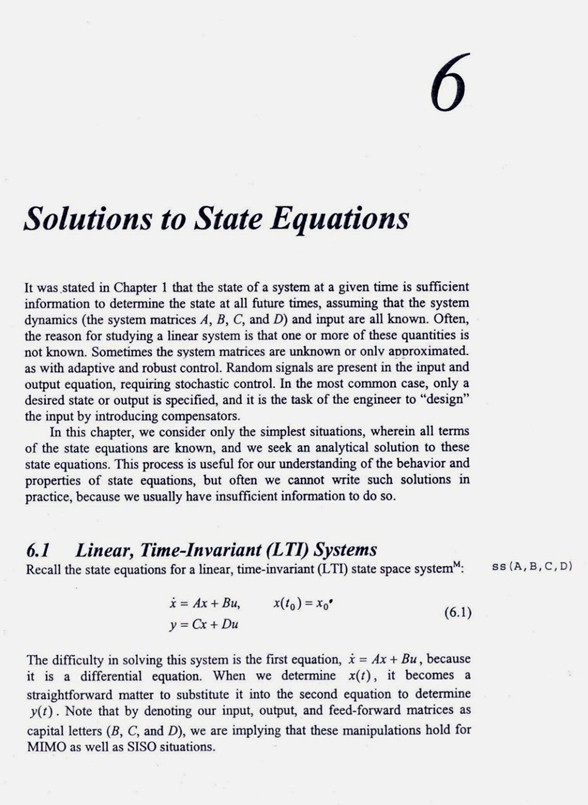 6
Solutions to State Equations
It was stated in Chapter 1 that the state of a system at a given time is sufficient
information to determine the state at all future times, assuming that the system
dynamics (the system matrices A, B, C, and D) and input are all known. Often,
the reason for studying a linear system is that one or more of these quantities is
not known. Sometimes the system matrices are unknown or only approximated.
as with adaptive and robust control. Random signals are present in the input and
output equation, requiring stochastic control. In the most common case, only a
desired state or output is specified, and it is the task of the engineer to “design”
the input by introducing compensators.
In this chapter, we consider only the simplest situations, wherein all terms
of the state equations are known, and we seek an analytical solution to these
state equations. This process is useful for our understanding of the behavior and
properties of state equations, but often we cannot write such solutions in
practice, because we usually have insufficient information to do so.
6.1 Linear, Time-Invariant (LTI) Systems
Recall the state equations for a linear, time-invariant (LTI) state space systemᴹ: ss(A,B,C,D)
ẋ = Ax + Bu, x(t₀) = x₀•
y = Cx + Du
(6.1)
The difficulty in solving this system is the first equation, ẋ = Ax + Bu, because
it is a differential equation. When we determine x(t), it becomes a
straightforward matter to substitute it into the second equation to determine
y(t). Note that by denoting our input, output, and feed-forward matrices as
capital letters (B, C, and D), we are implying that these manipulations hold for
MIMO as well as SISO situations.